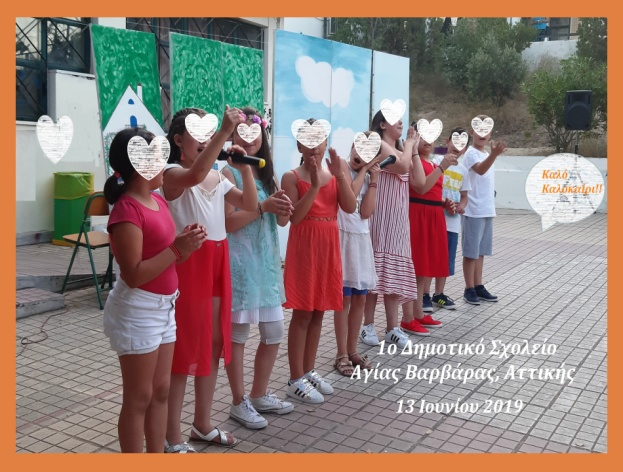 Καλό
Καλοκαίρι!!
1ο Δημοτικό Σχολείο
Αγίας Βαρβάρας, Αττικής
13 Ιουνίου 2019